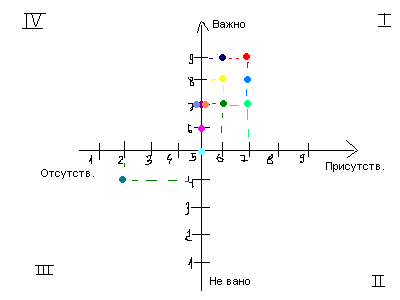 IV
Важно
I
9
8
7
6
1 2 3 4 5 6 7 8 9
Отсутств.
Присутств.
4
3
2
1
III
Не вано
II